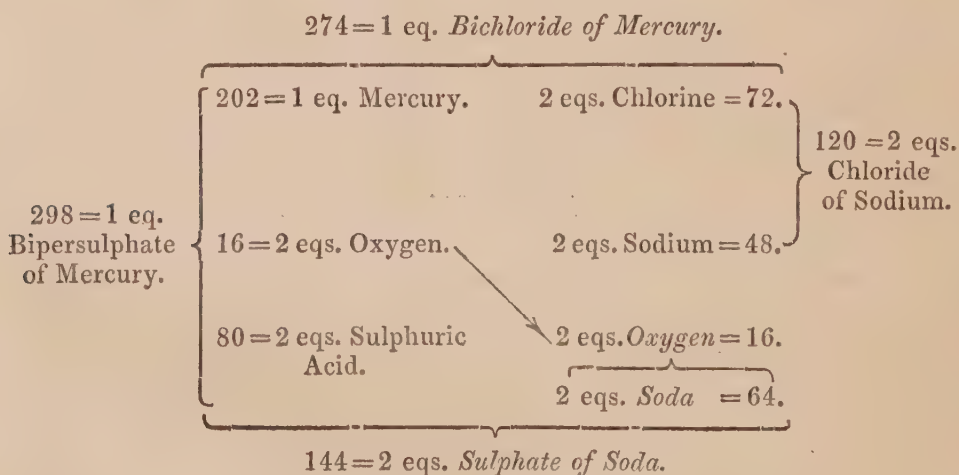 274=1 eq. Bichloride of Mercury.
202=1 eq. Mercury.
2 eqs. Chlorine=72.
120=2 eqs.
Chloride
of Sodium.
298=1 eq.
Bipersulphate
of Mercury.
16=2 eqs. Oxygen.
2 eqs. Sodium=48.
80=2 eqs. Sulphuric
Acid.
2 eqs. Oxygen=16.
2 eqs. Soda =64.
144=2 eqs. Sulphate of Soda.